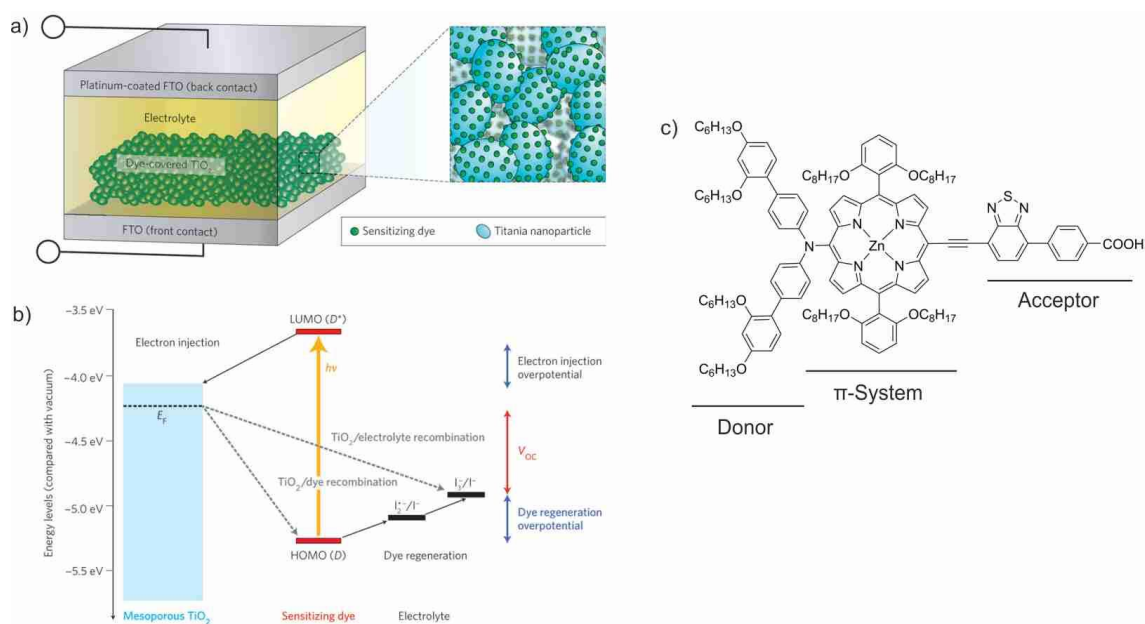 a)
Platinum-coated FTO (back contact)
Electrolyte
Dye-covered TiO
FTO (front contact)
Sensitizing dye
Titania nanoparticle
b)
−3.5 eV
−4.0 eV
−4.5 eV
−5.0 eV
−5.5 eV
Energy levels (compared with vacuum)
Electron injection
LUMO (D*)
hν
E_F
TiO₂/electrolyte recombination
TiO₂/dye recombination
I₃⁻/I⁻
I₂•⁻/I⁻
HOMO (D)
Dye regeneration
Electron injection
overpotential
V_OC
Dye regeneration
overpotential
Mesoporous TiO₂
Sensitizing dye
Electrolyte
c)
C₆H₁₃O
OC₆H₁₃
C₆H₁₃O
C₈H₁₇O
OC₈H₁₇
S
N
N
N
N
N
Zn
N
N
COOH
C₆H₁₃O
OC₆H₁₃
C₈H₁₇O
OC₈H₁₇
Acceptor
π-System
Donor